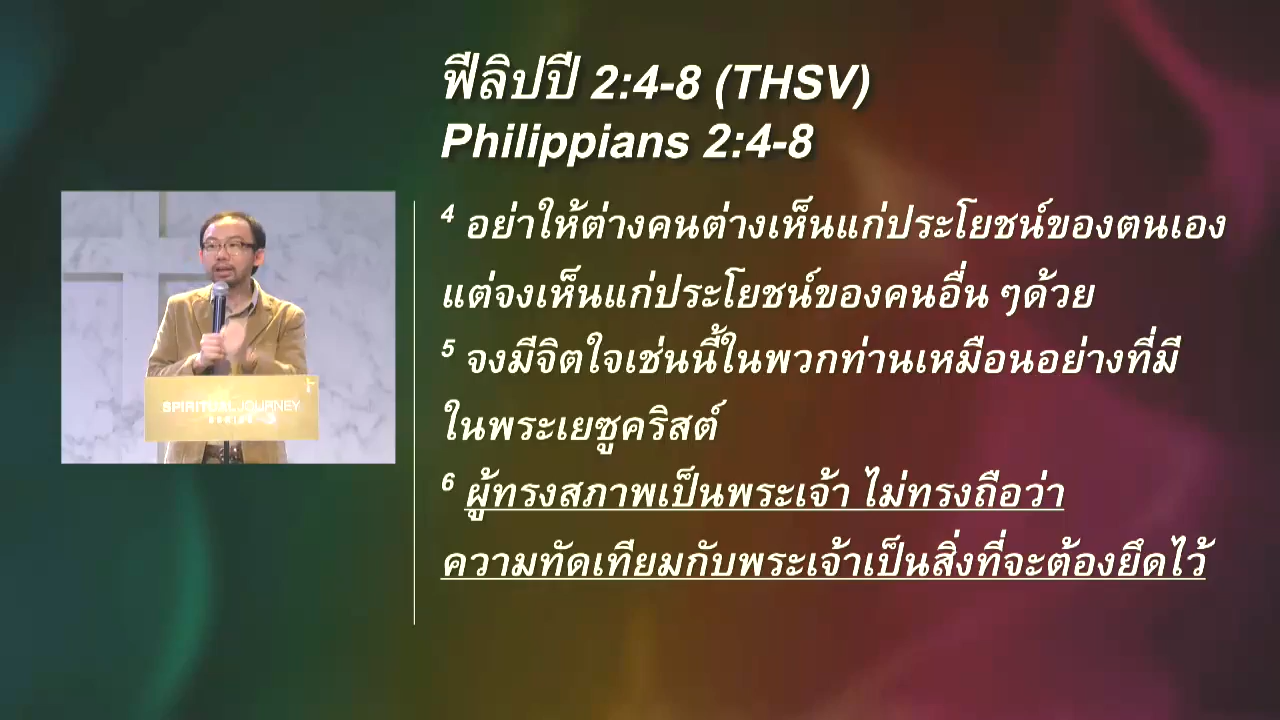 ฟีลิปปี 2:4-8 (THSV)
Philippians 2:4-8
4 อย่าให้ต่างคนต่างเห็นแก่ประโยชน์ของตนเอง
แต่จงเห็นแก่ประโยชน์ของคนอื่น ๆด้วย
5 จงมีจิตใจเช่นนี้ในพวกท่านเหมือนอย่างที่มี
ในพระเยซูคริสต์
6 ผู้ทรงสภาพเป็นพระเจ้า ไม่ทรงถือว่า
ความทัดเทียมกับพระเจ้าเป็นสิ่งที่จะต้องยึดไว้
SPIRITUAL JOURNEY
SERIES